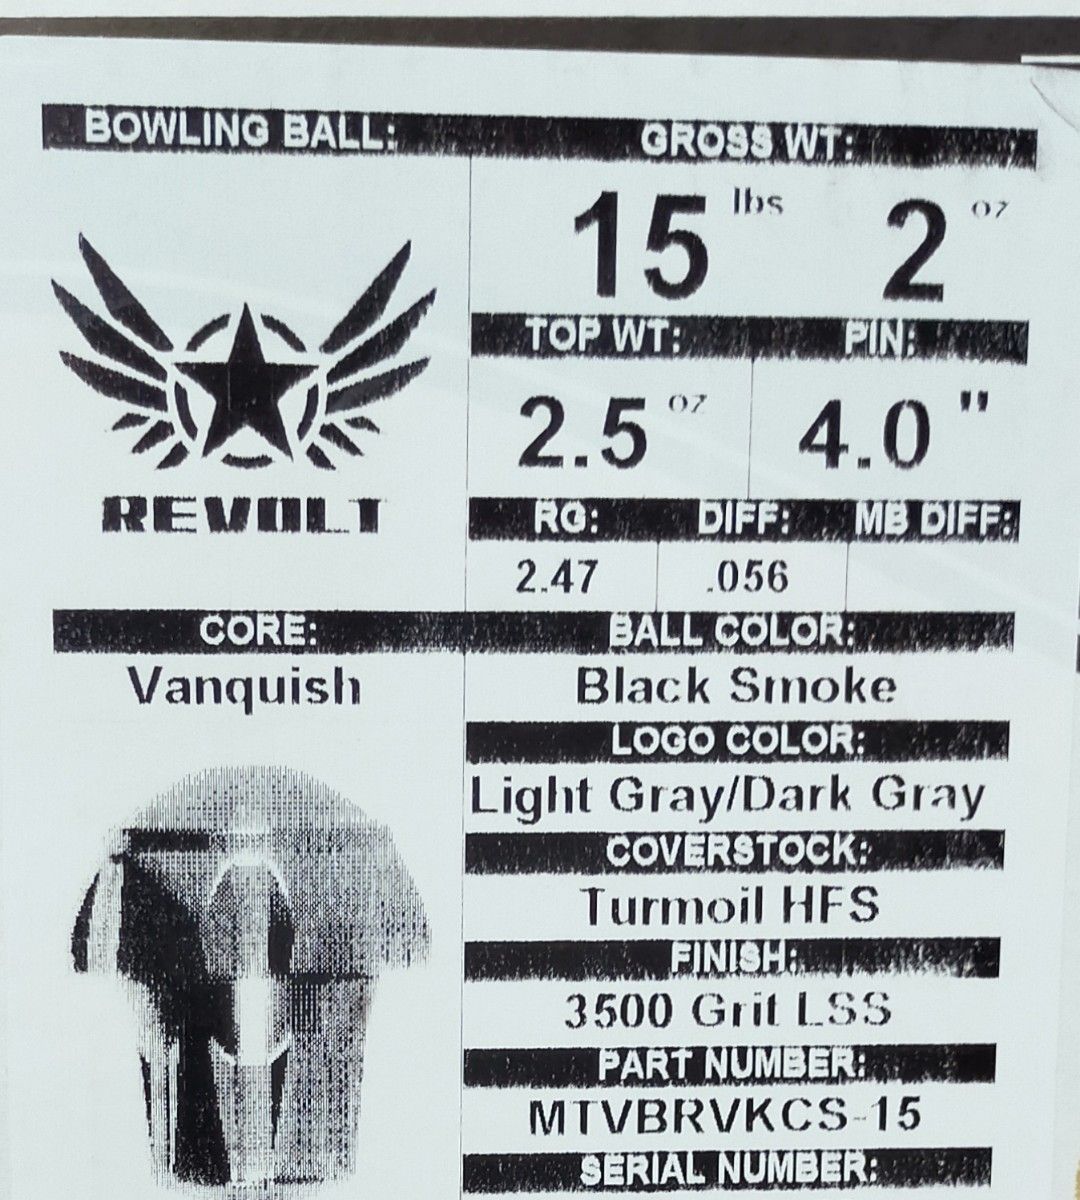 BOWLING BALL: GROSS WT:
15 lbs 2 oz
TOP WT: PIN:
2.5 oz 4.0 "
REVOLT
RG: DIFF: MB DIFF:
2.47 .056
CORE: BALL COLOR:
Vanquish Black Smoke
LOGO COLOR:
Light Gray/Dark Gray
COVERSTOCK:
Turmoil HFS
FINISH:
3500 Grit LSS
PART NUMBER:
MTVBRVKCS-15
SERIAL NUMBER: